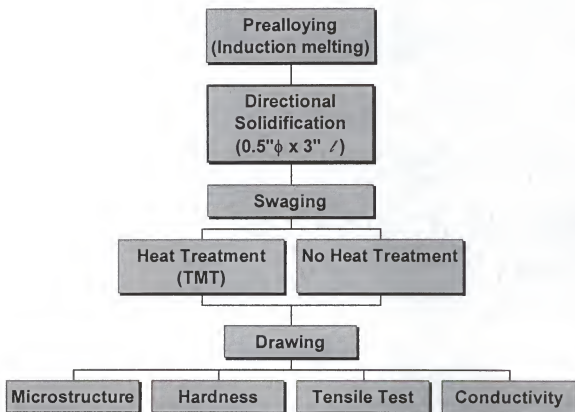 Prealloying
(Induction melting)
Directional
Solidification
(0.5"ϕ x 3" ℓ)
Swaging
Heat Treatment
(TMT)
No Heat Treatment
Drawing
Microstructure
Hardness
Tensile Test
Conductivity